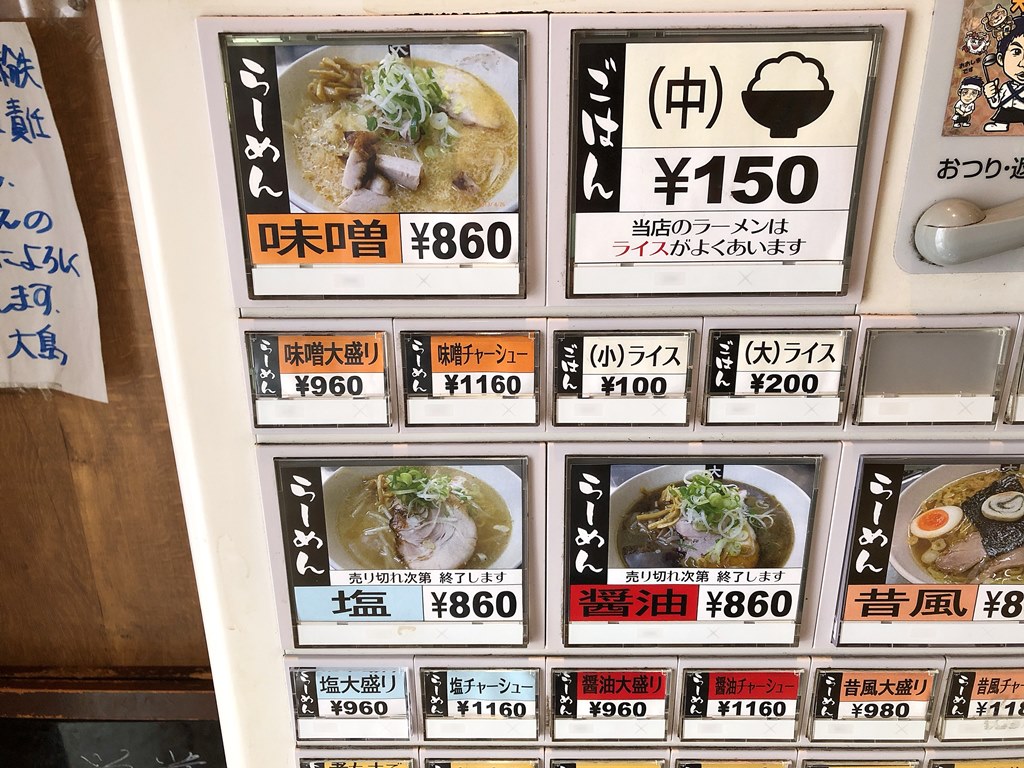 責任
んの
によろしく
ます.
大島
らーめん
味噌
¥860
ごはん
(中)
¥150
当店のラーメンは
ライスがよくあいます
おつり・返
らーめん
味噌大盛り
¥960
らーめん
味噌チャーシュー
¥1160
ごはん
(小)ライス
¥100
ごはん
(大)ライス
¥200
らーめん
売り切れ次第 終了します
塩
¥860
らーめん
大
売り切れ次第 終了します
醤油
¥860
らーめん
昔風
¥8
らーめん
塩大盛り
¥960
らーめん
塩チャーシュー
¥1160
らーめん
醤油大盛り
¥960
らーめん
醤油チャーシュー
¥1160
らーめん
昔風大盛り
¥980
らーめん
昔風チャー
¥118